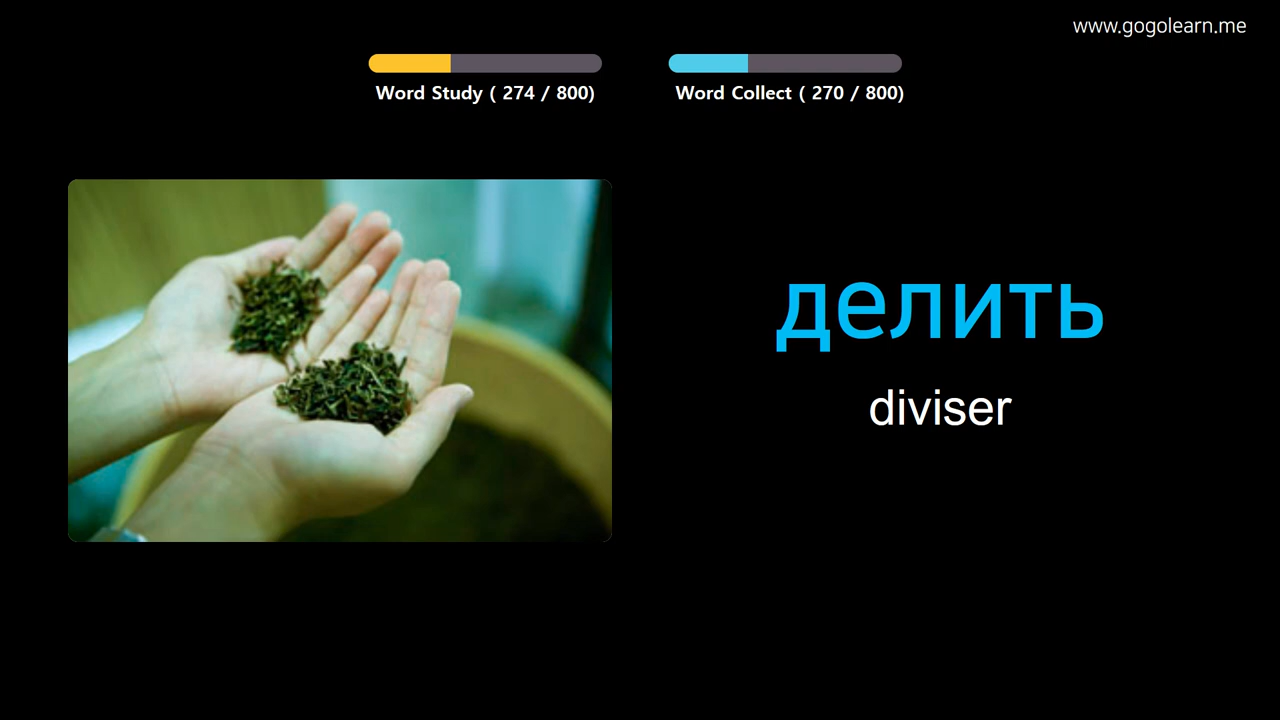 www.gogolearn.me
Word Study ( 274 / 800)
Word Collect ( 270 / 800)
делить
diviser